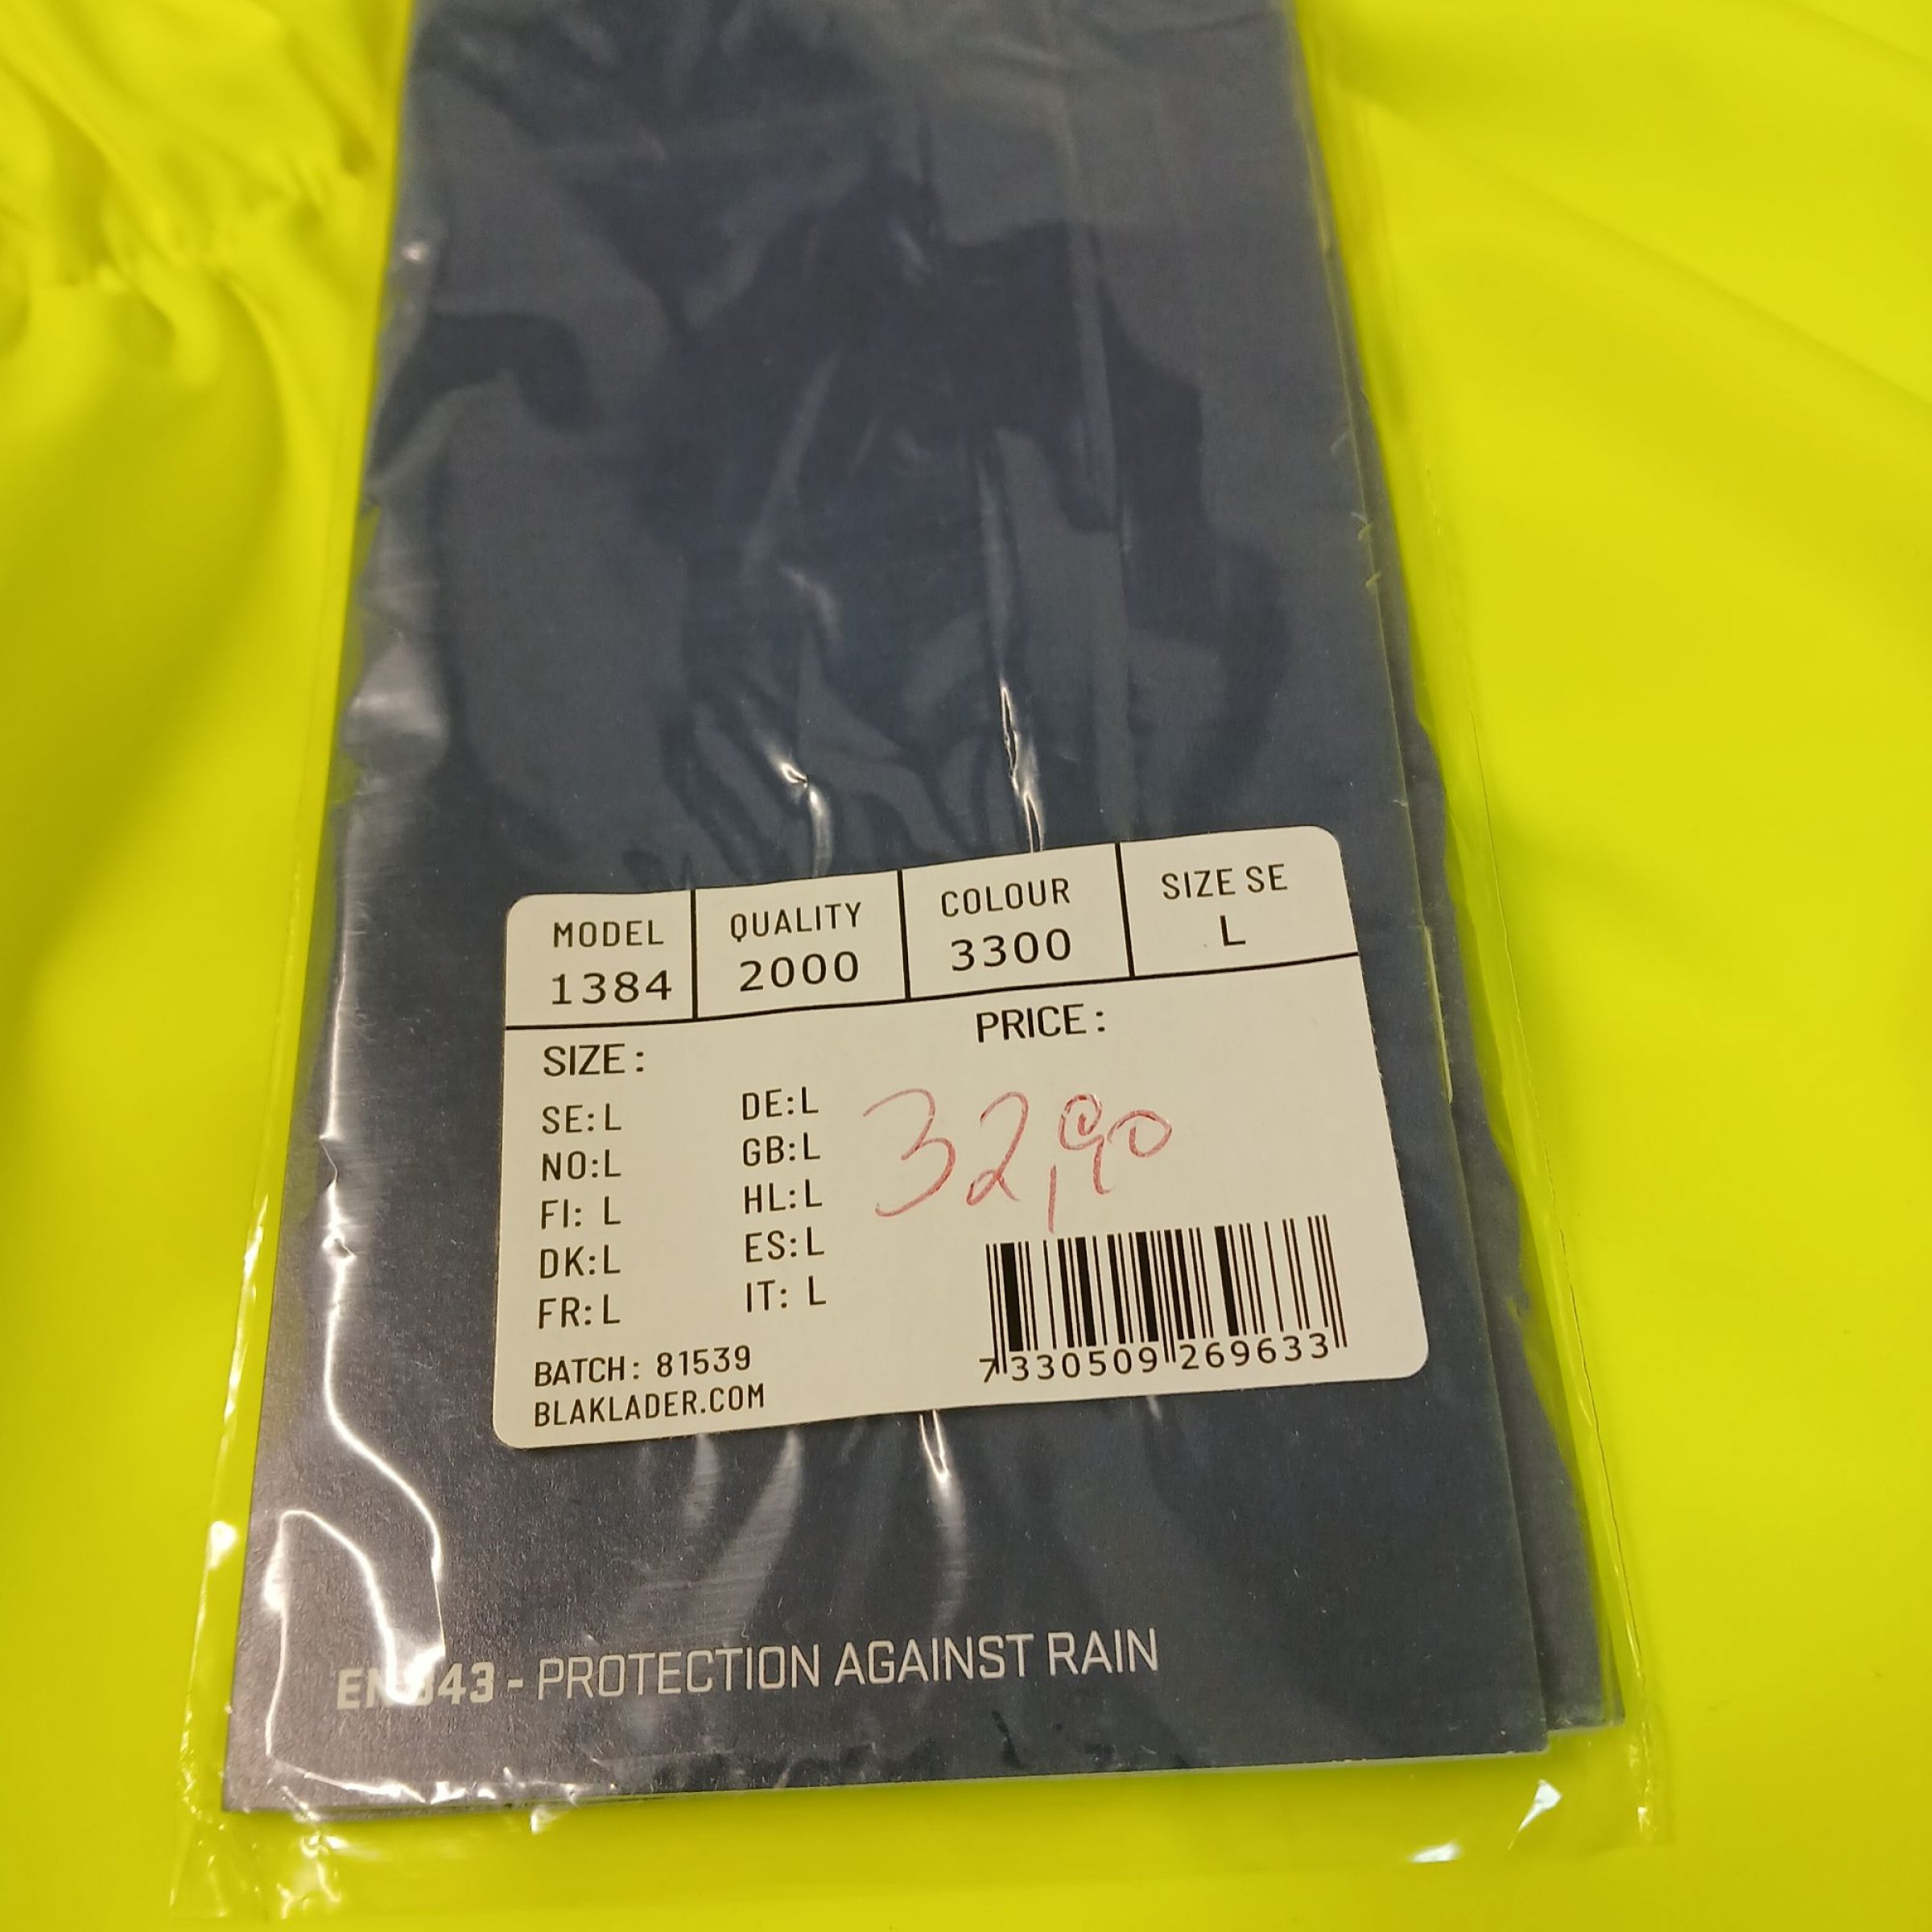 MODEL QUALITY COLOUR SIZE SE
1384 2000 3300 L
SIZE: PRICE:
SE:L DE:L 32,90
NO:L GB:L
FI: L HL:L
DK:L ES:L
FR:L IT: L
BATCH: 81539
BLAKLADER.COM
7 330509 269633
- PROTECTION AGAINST RAIN